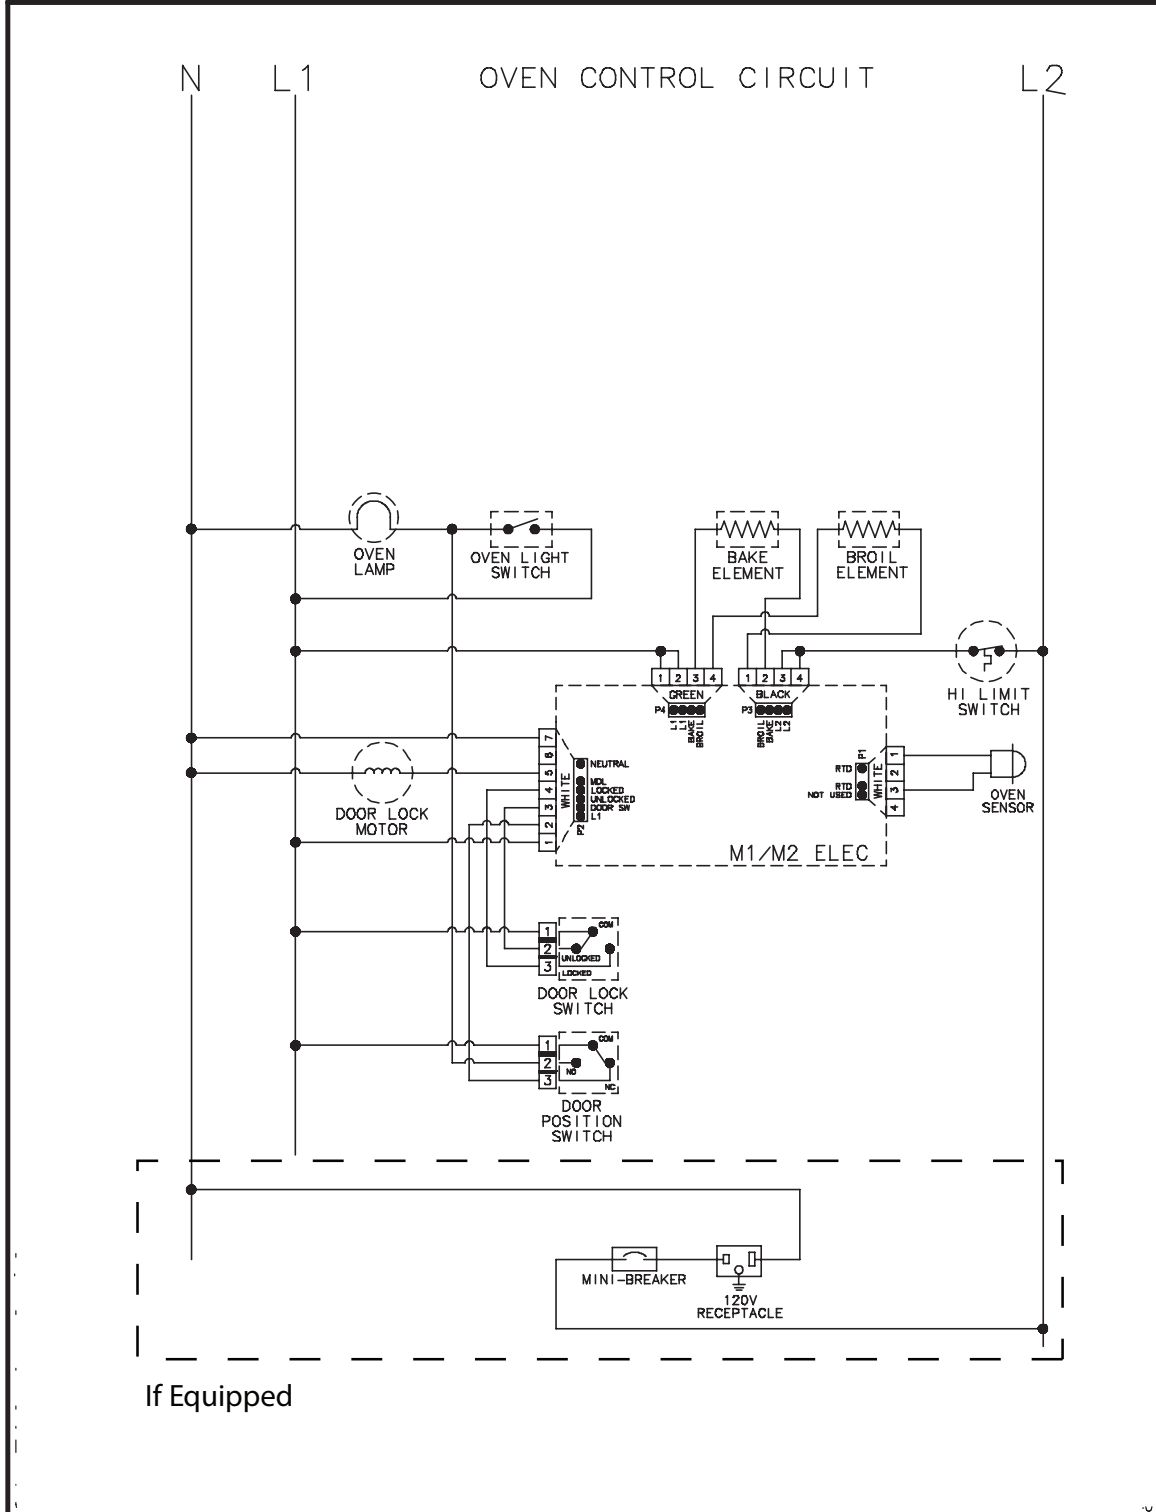 N L1 OVEN CONTROL CIRCUIT L2
OVEN
LAMP
OVEN LIGHT
SWITCH
BAKE
ELEMENT
BROIL
ELEMENT
1 2 3 4
GREEN
P4
L1
L1
BAKE
BROIL
1 2 3 4
BLACK
P3
BROIL
BAKE
L2
L2
HI LIMIT
SWITCH
7
6
5
4
3
2
1
WHITE
NEUTRAL
MDL
LOCKED
UNLOCKED
DOOR SW
L1
P2
DOOR LOCK
MOTOR
P1
RTD
RTD
NOT USED
WHITE
1
2
3
4
OVEN
SENSOR
M1/M2 ELEC
1
2
3
COM
UNLOCKED
LOCKED
DOOR LOCK
SWITCH
1
2
3
COM
NO
NC
DOOR
POSITION
SWITCH
MINI-BREAKER
120V
RECEPTACLE
If Equipped